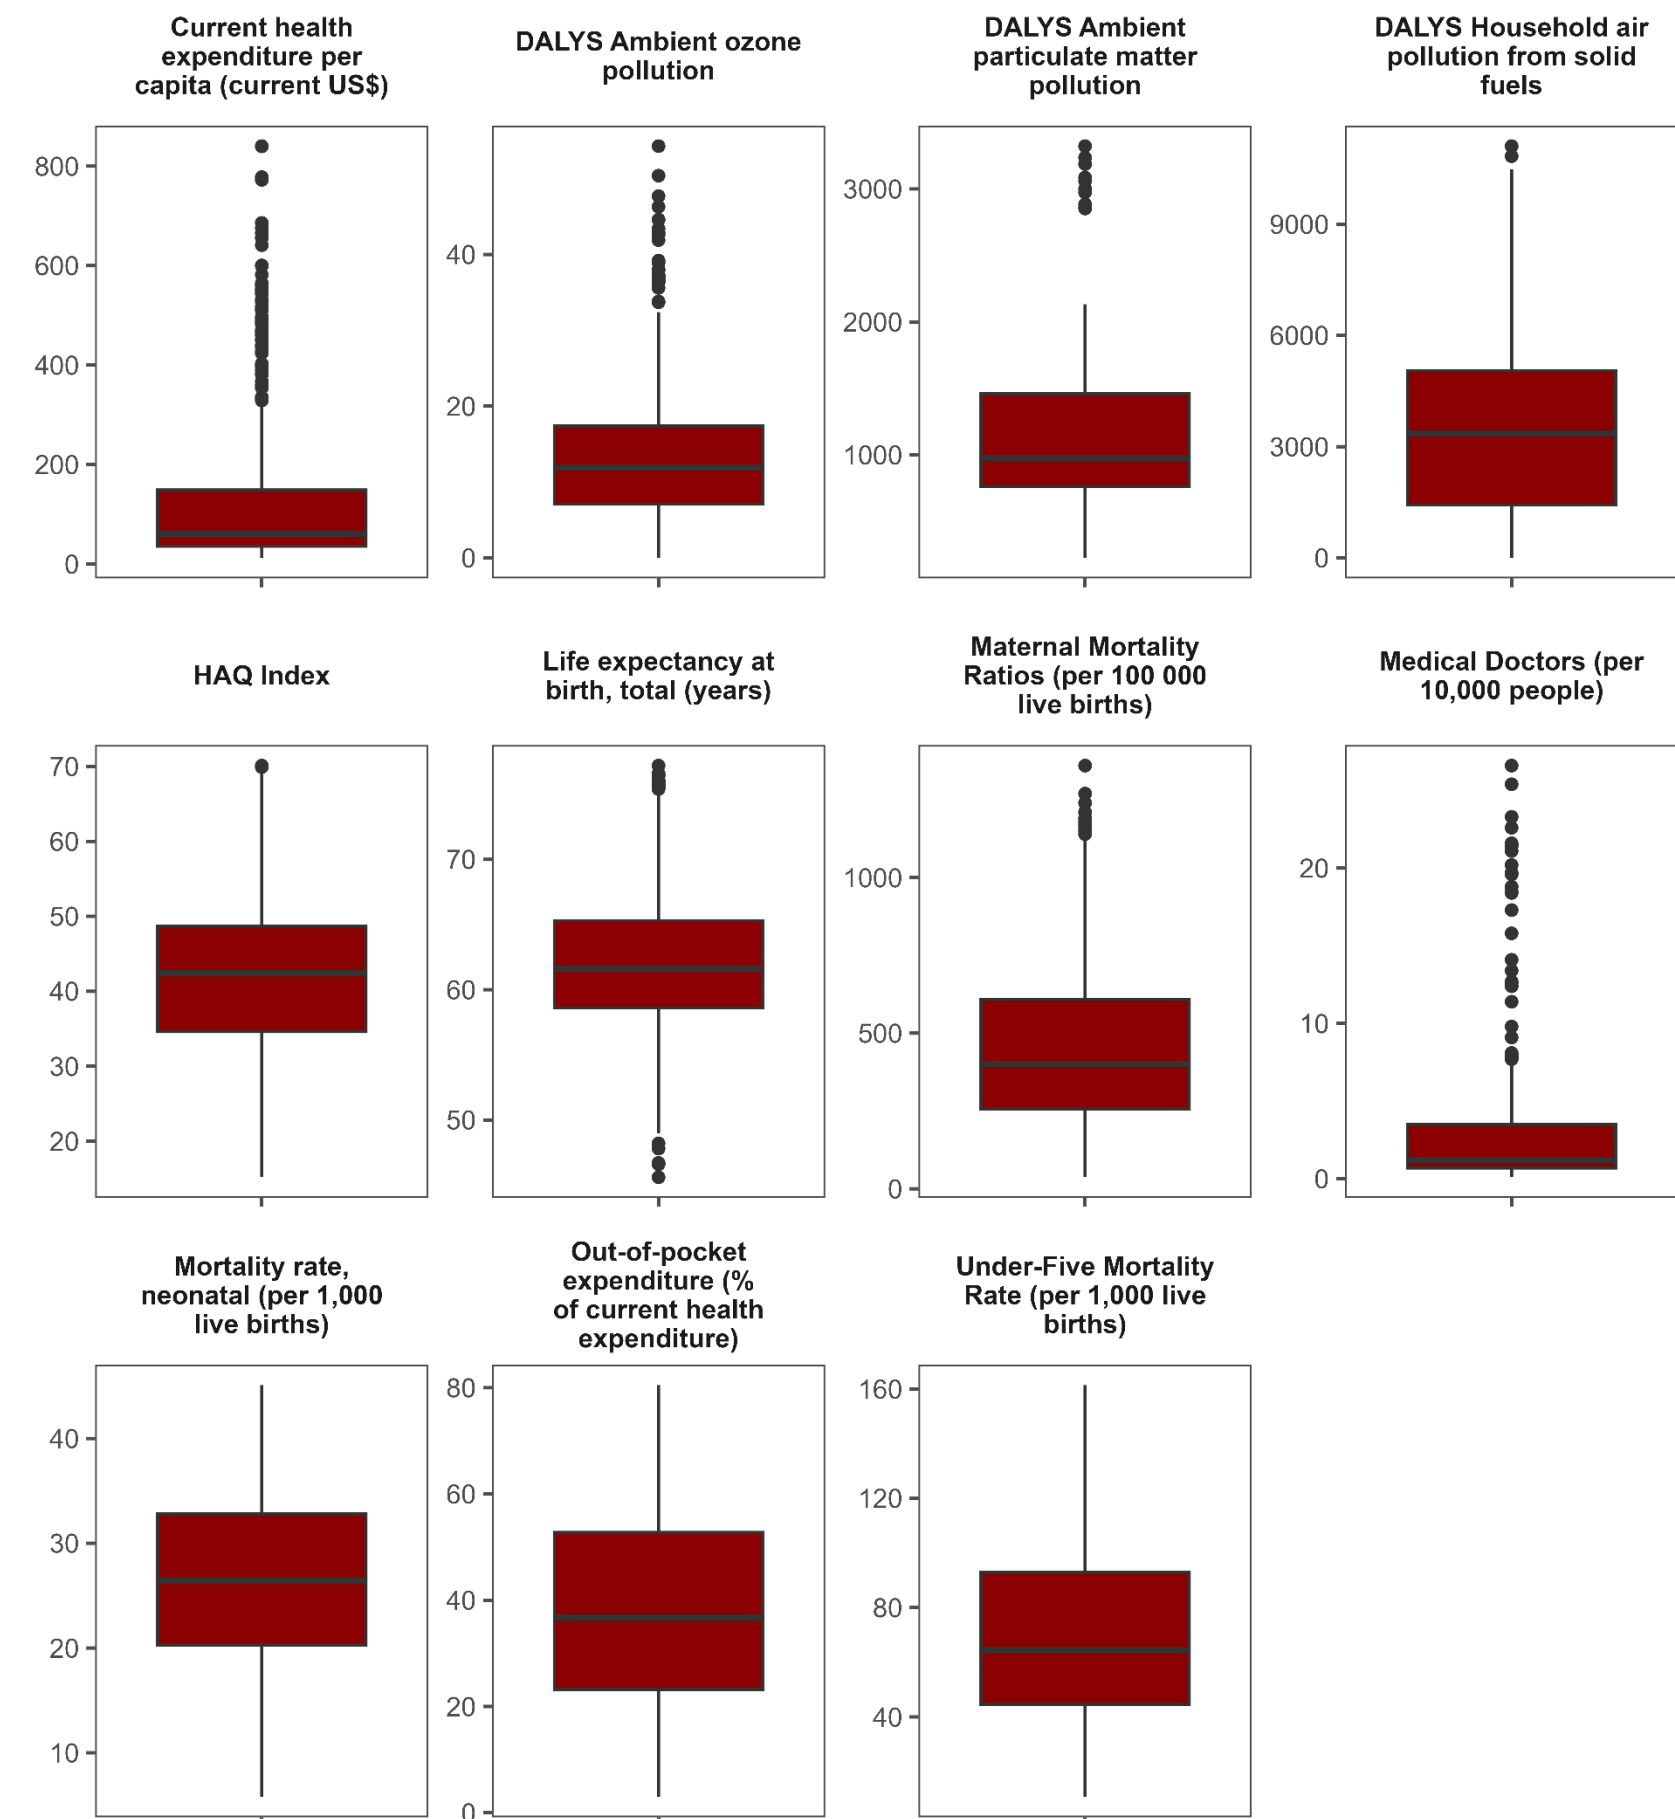 Current health
expenditure per
capita (current US$)
800
600
400
200
0
DALYS Ambient ozone
pollution
40
20
0
DALYS Ambient
particulate matter
pollution
3000
2000
1000
DALYS Household air
pollution from solid
fuels
9000
6000
3000
0
HAQ Index
70
60
50
40
30
20
Life expectancy at
birth, total (years)
70
60
50
Maternal Mortality
Ratios (per 100 000
live births)
1000
500
0
Medical Doctors (per
10,000 people)
20
10
0
Mortality rate,
neonatal (per 1,000
live births)
40
30
20
10
Out-of-pocket
expenditure (%
of current health
expenditure)
80
60
40
20
0
Under-Five Mortality
Rate (per 1,000 live
births)
160
120
80
40